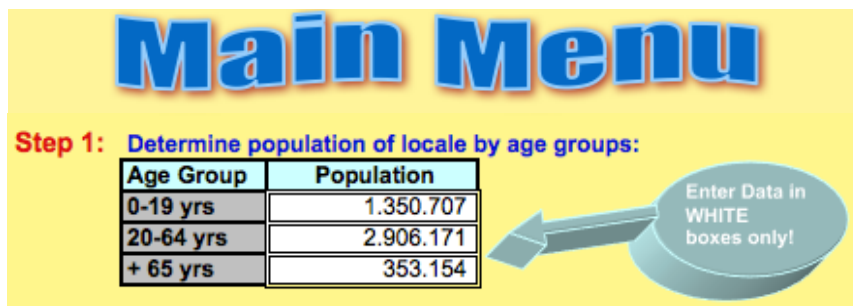 Main Menu
Step 1: Determine population of locale by age groups:
Age Group Population
0-19 yrs 1.350.707
20-64 yrs 2.906.171
+ 65 yrs 353.154
Enter Data in
WHITE
boxes only!